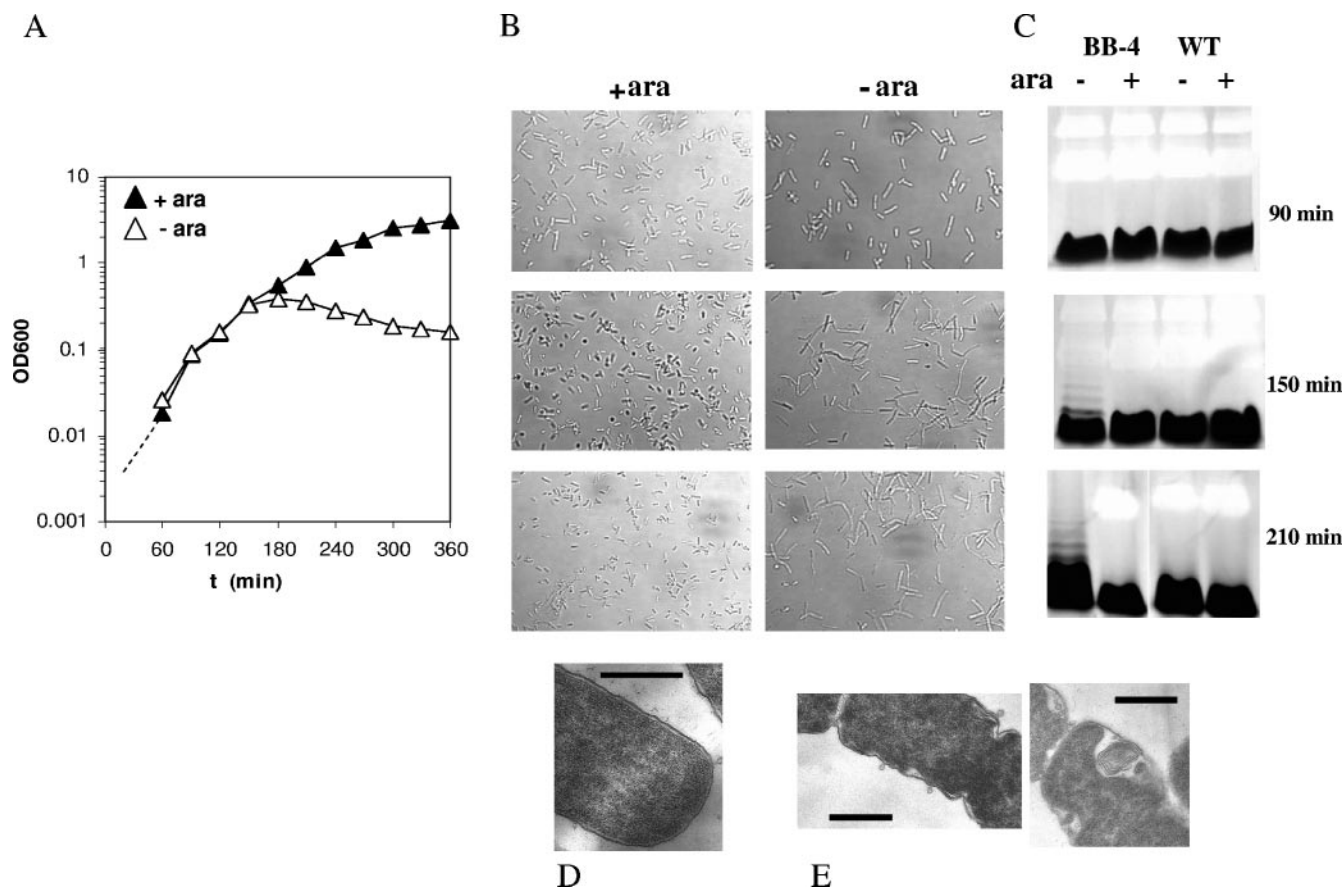 A
B
C
BB-4 WT
ara - + - +
+ara
- ara
10
1
0.1
0.01
0.001
OD600
+ ara
- ara
0 60 120 180 240 300 360
t (min)
90 min
150 min
210 min
D
E